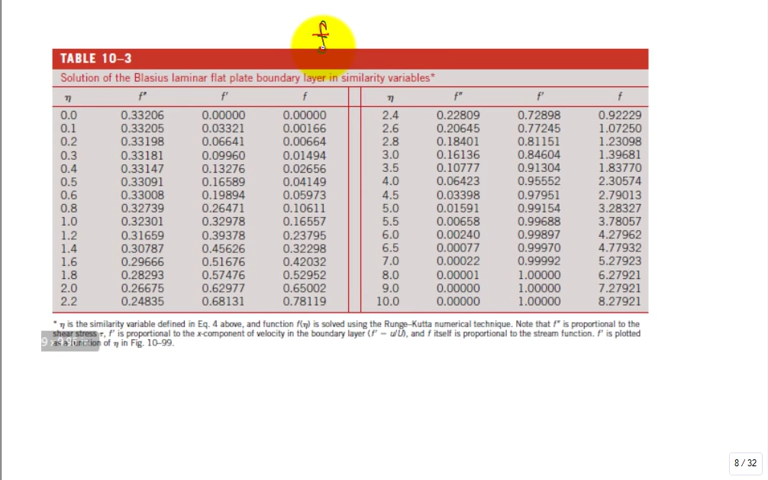 f
TABLE 10–3
Solution of the Blasius laminar flat plate boundary layer in similarity variables*
η f″ f′ f η f″ f′ f
0.0 0.33206 0.00000 0.00000 2.4 0.22809 0.72898 0.92229
0.1 0.33205 0.03321 0.00166 2.6 0.20645 0.77245 1.07250
0.2 0.33198 0.06641 0.00664 2.8 0.18401 0.81151 1.23098
0.3 0.33181 0.09960 0.01494 3.0 0.16136 0.84604 1.39681
0.4 0.33147 0.13276 0.02656 3.5 0.10777 0.91304 1.83770
0.5 0.33091 0.16589 0.04149 4.0 0.06423 0.95552 2.30574
0.6 0.33008 0.19894 0.05973 4.5 0.03398 0.97951 2.79013
0.8 0.32739 0.26471 0.10611 5.0 0.01591 0.99154 3.28327
1.0 0.32301 0.32978 0.16557 5.5 0.00658 0.99688 3.78057
1.2 0.31659 0.39378 0.23795 6.0 0.00240 0.99897 4.27962
1.4 0.30787 0.45626 0.32298 6.5 0.00077 0.99970 4.77932
1.6 0.29666 0.51676 0.42032 7.0 0.00022 0.99992 5.27923
1.8 0.28293 0.57476 0.52952 8.0 0.00001 1.00000 6.27921
2.0 0.26675 0.62977 0.65002 9.0 0.00000 1.00000 7.27921
2.2 0.24835 0.68131 0.78119 10.0 0.00000 1.00000 8.27921
* η is the similarity variable defined in Eq. 4 above, and function f(η) is solved using the Runge–Kutta numerical technique. Note that f″ is proportional to the
shear stress τ, f′ is proportional to the x-component of velocity in the boundary layer (f′ = u/U), and f itself is proportional to the stream function. f′ is plotted
as a function of η in Fig. 10–99.
8 / 32